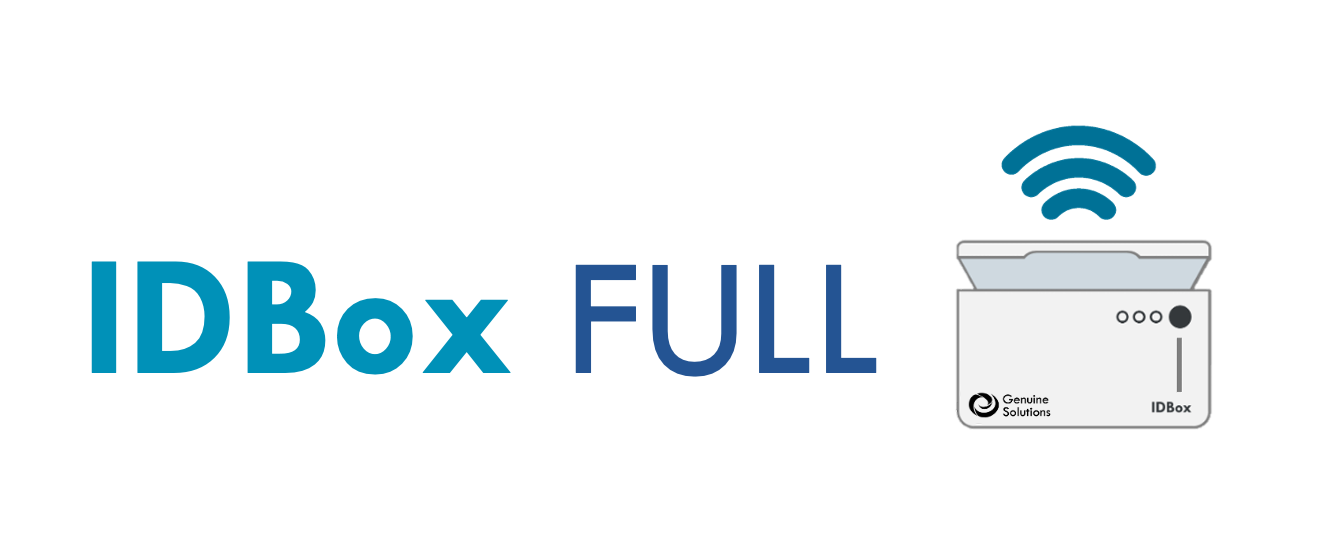 IDBox FULL
Genuine
Solutions
IDBox